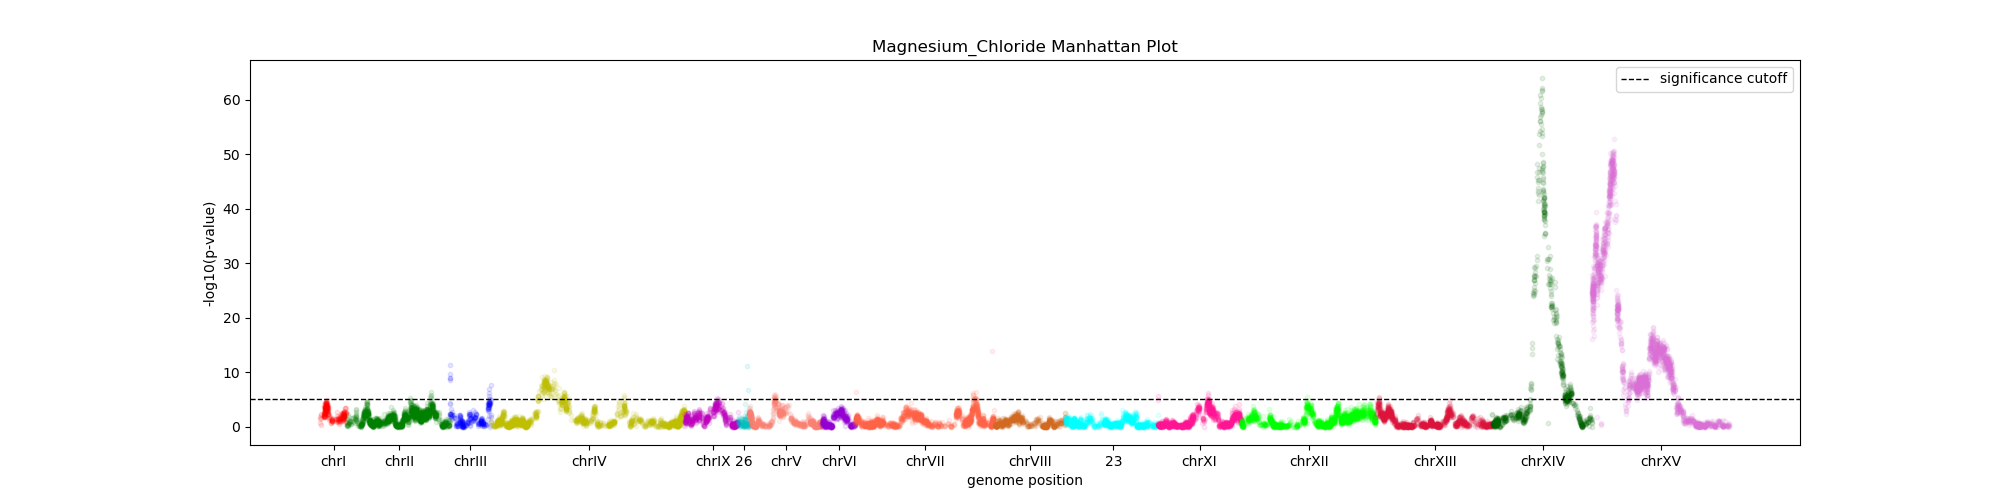 Magnesium_Chloride Manhattan Plot
significance cutoff
-log10(p-value)
60
50
40
30
20
10
0
chrI chrII chrIII chrIV chrIX 26 chrV chrVI chrVII chrVIII 23 chrXI chrXII chrXIII chrXIV chrXV
genome position